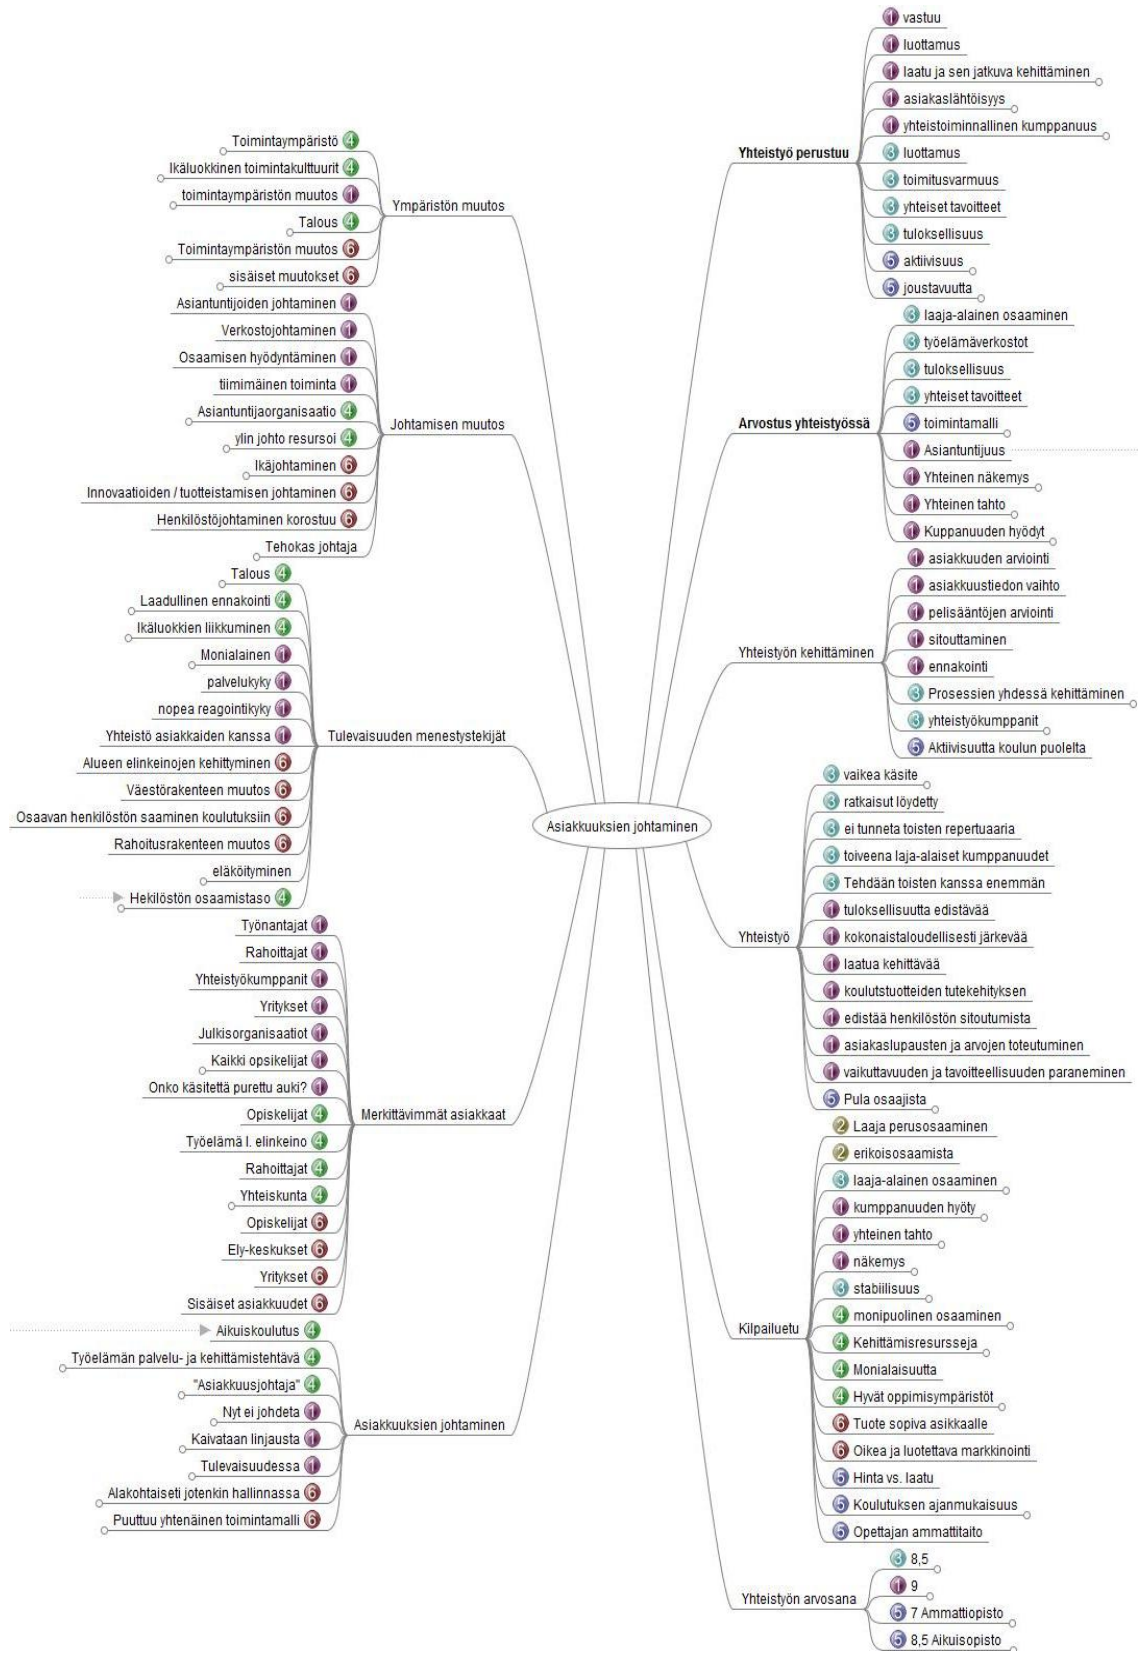 Asiakkuuksien johtaminen
Ympäristön muutos
Toimintaympäristö 4
Ikäluokkinen toimintakulttuurit 4
toimintaympäristön muutos 1
Talous 4
Toimintaympäristön muutos 6
sisäiset muutokset 6
Johtamisen muutos
Asiantuntijoiden johtaminen 1
Verkostojohtaminen 1
Osaamisen hyödyntäminen 1
tiimimäinen toiminta 1
Asiantuntijaorganisaatio 4
ylin johto resursoi 4
Ikäjohtaminen 6
Innovaatioiden / tuotteistamisen johtaminen 6
Henkilöstöjohtaminen korostuu 6
Tehokas johtaja
Tulevaisuuden menestystekijät
Talous 4
Laadullinen ennakointi 4
Ikäluokkien liikkuminen 4
Monialainen 1
palvelukyky 1
nopea reagointikyky 1
Yhteistö asiakkaiden kanssa 1
Alueen elinkeinojen kehittyminen 6
Väestörakenteen muutos 6
Osaavan henkilöstön saaminen koulutuksiin 6
Rahoitusrakenteen muutos 6
eläköityminen
Hekilöstön osaamistaso 4
Merkittävimmät asiakkaat
Työnantajat 1
Rahoittajat 1
Yhteistyökumppanit 1
Yritykset 1
Julkisorganisaatiot 1
Kaikki opsikelijat 1
Onko käsitettä purettu auki? 1
Opiskelijat 4
Työelämä l. elinkeino 4
Rahoittajat 4
Yhteiskunta 4
Opiskelijat 6
Ely-keskukset 6
Yritykset 6
Sisäiset asiakkuudet 6
Asiakkuuksien johtaminen
Aikuiskoulutus 4
Työelämän palvelu- ja kehittämistehtävä 4
"Asiakkuusjohtaja" 4
Nyt ei johdeta 1
Kaivataan linjausta 1
Tulevaisuudessa 1
Alakohtaiseti jotenkin hallinnassa 6
Puuttuu yhtenäinen toimintamalli 6
Yhteistyö perustuu
1 vastuu
1 luottamus
1 laatu ja sen jatkuva kehittäminen
1 asiakaslähtöisyys
1 yhteistoiminnallinen kumppanuus
3 luottamus
3 toimitusvarmuus
3 yhteiset tavoitteet
3 tuloksellisuus
5 aktiivisuus
5 joustavuutta
Arvostus yhteistyössä
3 laaja-alainen osaaminen
3 työelämäverkostot
3 tuloksellisuus
3 yhteiset tavoitteet
5 toimintamalli
1 Asiantuntijuus
1 Yhteinen näkemys
1 Yhteinen tahto
1 Kuppanuuden hyödyt
Yhteistyön kehittäminen
1 asiakkuuden arviointi
1 asiakkuustiedon vaihto
1 pelisääntöjen arviointi
1 sitouttaminen
1 ennakointi
3 Prosessien yhdessä kehittäminen
3 yhteistyökumppanit
5 Aktiivisuutta koulun puolelta
Yhteistyö
3 vaikea käsite
3 ratkaisut löydetty
3 ei tunneta toisten repertuaaria
3 toiveena laja-alaiset kumppanuudet
3 Tehdään toisten kanssa enemmän
1 tuloksellisuutta edistävää
1 kokonaistaloudellisesti järkevää
1 laatua kehittävää
1 koulutstuotteiden tutekehityksen
1 edistää henkilöstön sitoutumista
1 asiakaslupausten ja arvojen toteutuminen
1 vaikuttavuuden ja tavoitteellisuuden paraneminen
5 Pula osaajista
Kilpailuetu
2 Laaja perusosaaminen
2 erikoisosaamista
3 laaja-alainen osaaminen
1 kumppanuuden hyöty
1 yhteinen tahto
1 näkemys
3 stabiilisuus
4 monipuolinen osaaminen
4 Kehittämisresursseja
4 Monialaisuutta
4 Hyvät oppimisympäristöt
6 Tuote sopiva asikkaalle
6 Oikea ja luotettava markkinointi
5 Hinta vs. laatu
5 Koulutuksen ajanmukaisuus
5 Opettajan ammattitaito
Yhteistyön arvosana
3 8,5
1 9
5 7 Ammattiopisto
5 8,5 Aikuisopisto